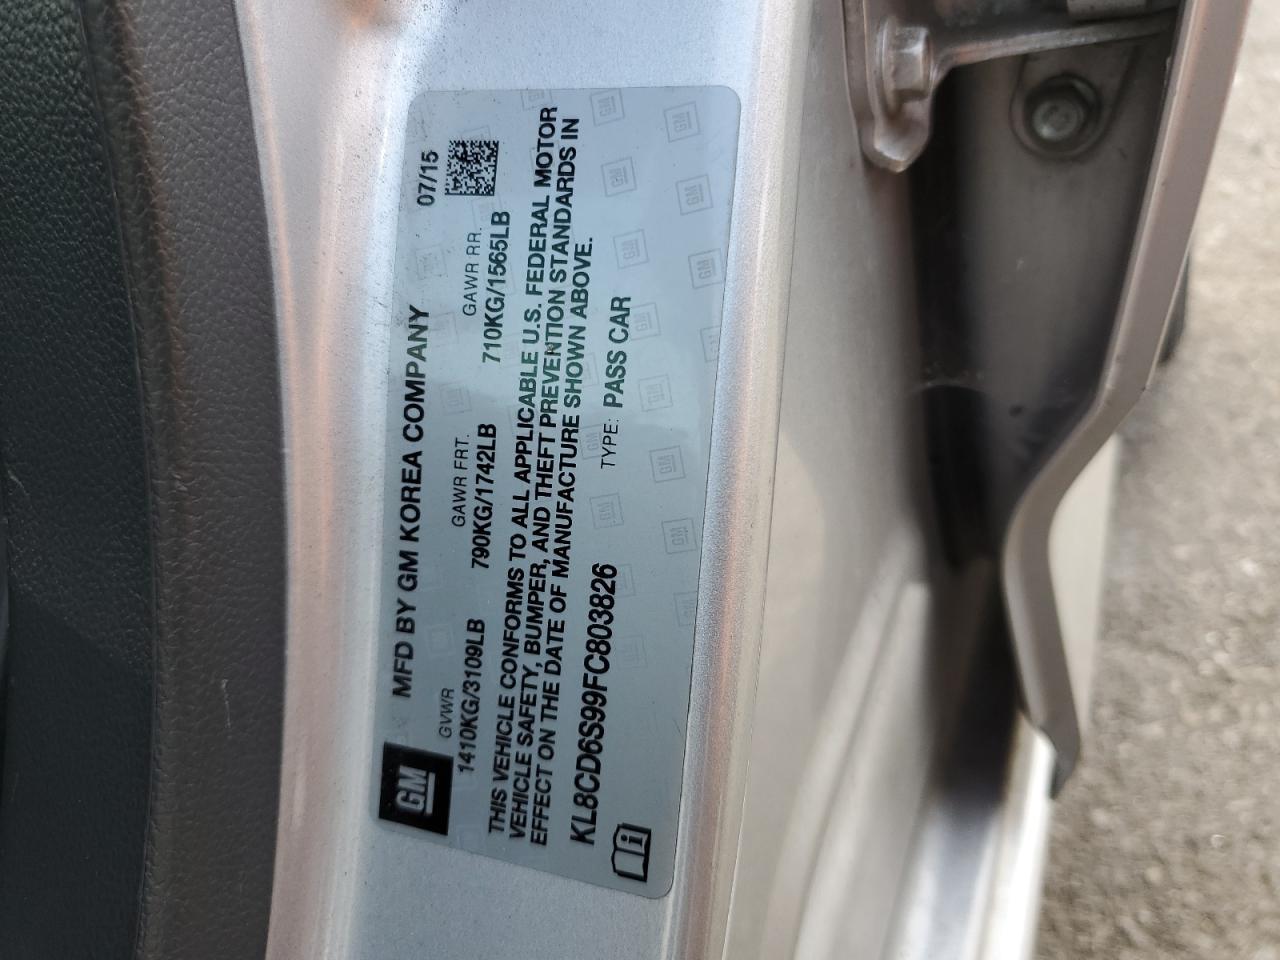 GM
MFD BY GM KOREA COMPANY 07/15
GVWR GAWR FRT. GAWR RR.
1410KG/3109LB 790KG/1742LB 710KG/1565LB
THIS VEHICLE CONFORMS TO ALL APPLICABLE U.S. FEDERAL MOTOR
VEHICLE SAFETY, BUMPER, AND THEFT PREVENTION STANDARDS IN
EFFECT ON THE DATE OF MANUFACTURE SHOWN ABOVE.
KL8CD6S99FC803826 TYPE: PASS CAR